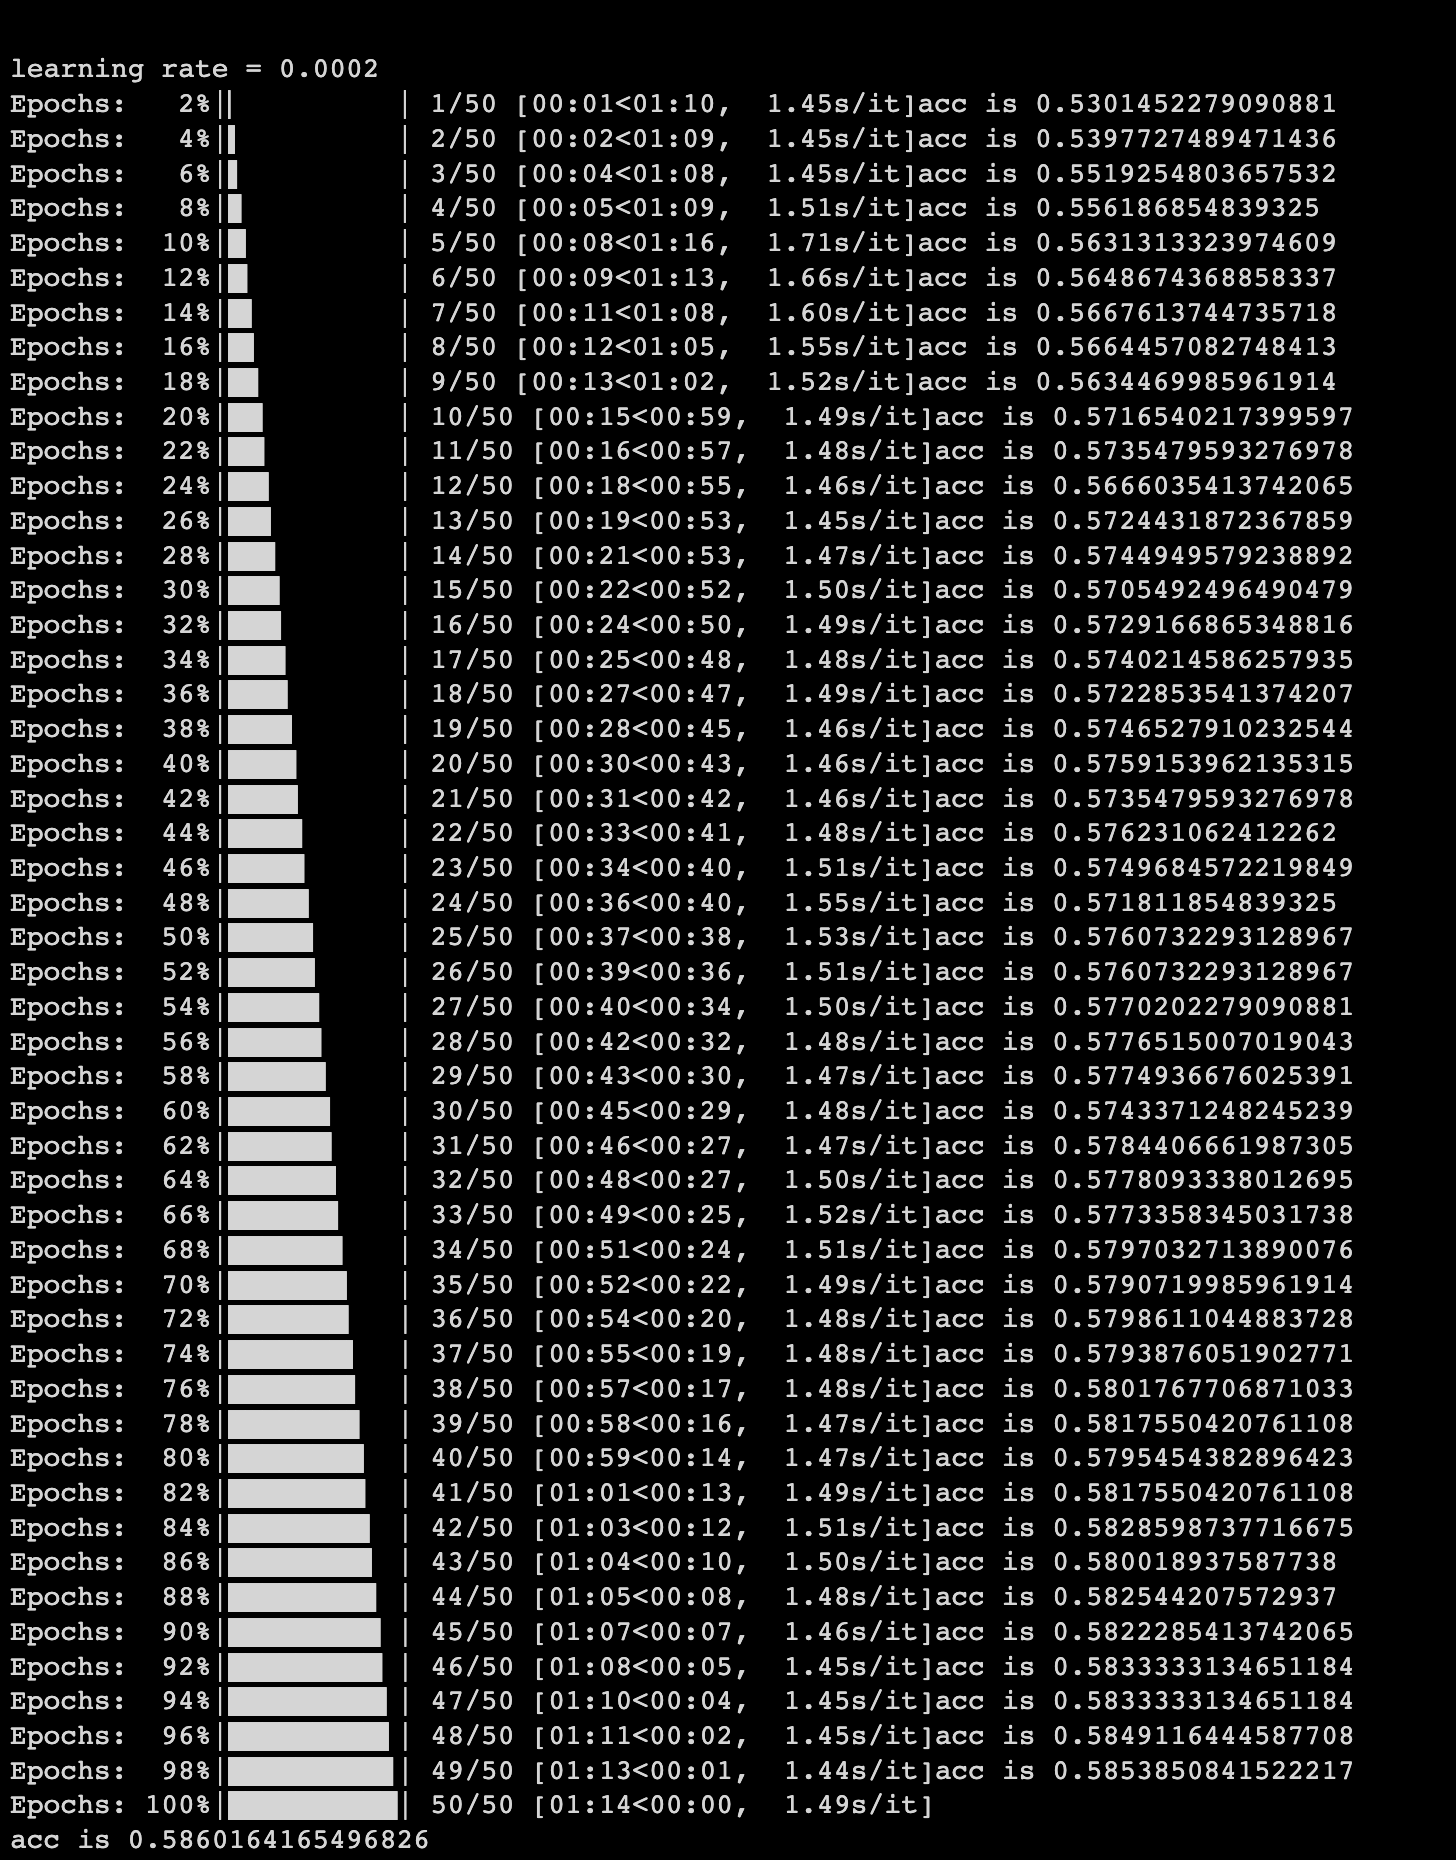 learning rate = 0.0002
Epochs:   2%|▏         | 1/50 [00:01<01:10,  1.45s/it]acc is 0.5301452279090881
Epochs:   4%|▍         | 2/50 [00:02<01:09,  1.45s/it]acc is 0.5397727489471436
Epochs:   6%|▌         | 3/50 [00:04<01:08,  1.45s/it]acc is 0.5519254803657532
Epochs:   8%|▊         | 4/50 [00:05<01:09,  1.51s/it]acc is 0.556186854839325
Epochs:  10%|█         | 5/50 [00:08<01:16,  1.71s/it]acc is 0.5631313323974609
Epochs:  12%|█▏        | 6/50 [00:09<01:13,  1.66s/it]acc is 0.5648674368858337
Epochs:  14%|█▍        | 7/50 [00:11<01:08,  1.60s/it]acc is 0.5667613744735718
Epochs:  16%|█▌        | 8/50 [00:12<01:05,  1.55s/it]acc is 0.5664457082748413
Epochs:  18%|█▊        | 9/50 [00:13<01:02,  1.52s/it]acc is 0.5634469985961914
Epochs:  20%|██        | 10/50 [00:15<00:59,  1.49s/it]acc is 0.5716540217399597
Epochs:  22%|██▏       | 11/50 [00:16<00:57,  1.48s/it]acc is 0.5735479593276978
Epochs:  24%|██▍       | 12/50 [00:18<00:55,  1.46s/it]acc is 0.5666035413742065
Epochs:  26%|██▌       | 13/50 [00:19<00:53,  1.45s/it]acc is 0.5724431872367859
Epochs:  28%|██▊       | 14/50 [00:21<00:53,  1.47s/it]acc is 0.5744949579238892
Epochs:  30%|███       | 15/50 [00:22<00:52,  1.50s/it]acc is 0.5705492496490479
Epochs:  32%|███▏      | 16/50 [00:24<00:50,  1.49s/it]acc is 0.5729166865348816
Epochs:  34%|███▍      | 17/50 [00:25<00:48,  1.48s/it]acc is 0.5740214586257935
Epochs:  36%|███▌      | 18/50 [00:27<00:47,  1.49s/it]acc is 0.5722853541374207
Epochs:  38%|███▊      | 19/50 [00:28<00:45,  1.46s/it]acc is 0.5746527910232544
Epochs:  40%|████      | 20/50 [00:30<00:43,  1.46s/it]acc is 0.5759153962135315
Epochs:  42%|████▏     | 21/50 [00:31<00:42,  1.46s/it]acc is 0.5735479593276978
Epochs:  44%|████▍     | 22/50 [00:33<00:41,  1.48s/it]acc is 0.576231062412262
Epochs:  46%|████▌     | 23/50 [00:34<00:40,  1.51s/it]acc is 0.5749684572219849
Epochs:  48%|████▊     | 24/50 [00:36<00:40,  1.55s/it]acc is 0.571811854839325
Epochs:  50%|█████     | 25/50 [00:37<00:38,  1.53s/it]acc is 0.5760732293128967
Epochs:  52%|█████▏    | 26/50 [00:39<00:36,  1.51s/it]acc is 0.5760732293128967
Epochs:  54%|█████▍    | 27/50 [00:40<00:34,  1.50s/it]acc is 0.5770202279090881
Epochs:  56%|█████▌    | 28/50 [00:42<00:32,  1.48s/it]acc is 0.5776515007019043
Epochs:  58%|█████▊    | 29/50 [00:43<00:30,  1.47s/it]acc is 0.5774936676025391
Epochs:  60%|██████    | 30/50 [00:45<00:29,  1.48s/it]acc is 0.5743371248245239
Epochs:  62%|██████▏   | 31/50 [00:46<00:27,  1.47s/it]acc is 0.5784406661987305
Epochs:  64%|██████▍   | 32/50 [00:48<00:27,  1.50s/it]acc is 0.5778093338012695
Epochs:  66%|██████▌   | 33/50 [00:49<00:25,  1.52s/it]acc is 0.5773358345031738
Epochs:  68%|██████▊   | 34/50 [00:51<00:24,  1.51s/it]acc is 0.5797032713890076
Epochs:  70%|███████   | 35/50 [00:52<00:22,  1.49s/it]acc is 0.5790719985961914
Epochs:  72%|███████▏  | 36/50 [00:54<00:20,  1.48s/it]acc is 0.5798611044883728
Epochs:  74%|███████▍  | 37/50 [00:55<00:19,  1.48s/it]acc is 0.5793876051902771
Epochs:  76%|███████▌  | 38/50 [00:57<00:17,  1.48s/it]acc is 0.5801767706871033
Epochs:  78%|███████▊  | 39/50 [00:58<00:16,  1.47s/it]acc is 0.5817550420761108
Epochs:  80%|████████  | 40/50 [00:59<00:14,  1.47s/it]acc is 0.5795454382896423
Epochs:  82%|████████▏ | 41/50 [01:01<00:13,  1.49s/it]acc is 0.5817550420761108
Epochs:  84%|████████▍ | 42/50 [01:03<00:12,  1.51s/it]acc is 0.5828598737716675
Epochs:  86%|████████▌ | 43/50 [01:04<00:10,  1.50s/it]acc is 0.580018937587738
Epochs:  88%|████████▊ | 44/50 [01:05<00:08,  1.48s/it]acc is 0.582544207572937
Epochs:  90%|█████████ | 45/50 [01:07<00:07,  1.46s/it]acc is 0.5822285413742065
Epochs:  92%|█████████▏| 46/50 [01:08<00:05,  1.45s/it]acc is 0.5833333134651184
Epochs:  94%|█████████▍| 47/50 [01:10<00:04,  1.45s/it]acc is 0.5833333134651184
Epochs:  96%|█████████▌| 48/50 [01:11<00:02,  1.45s/it]acc is 0.5849116444587708
Epochs:  98%|█████████▊| 49/50 [01:13<00:01,  1.44s/it]acc is 0.5853850841522217
Epochs: 100%|██████████| 50/50 [01:14<00:00,  1.49s/it]
acc is 0.5860164165496826